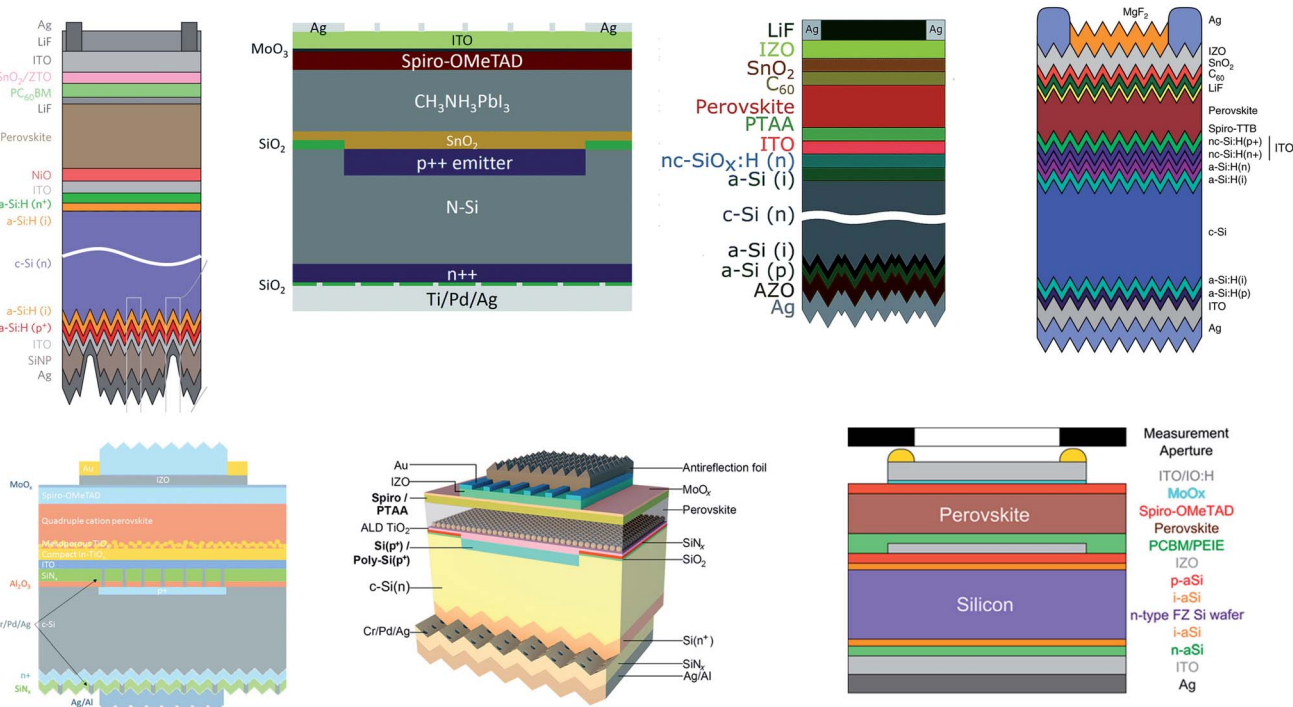 Ag
LiF
ITO
SnO₂/ZTO
PC₆₀BM
LiF
Perovskite
NiO
ITO
a-Si:H (n⁺)
a-Si:H (i)
c-Si (n)
a-Si:H (i)
a-Si:H (p⁺)
ITO
SiNP
Ag
Ag
Ag
ITO
MoO₃
Spiro-OMeTAD
CH₃NH₃PbI₃
SnO₂
SiO₂
p++ emitter
N-Si
n++
SiO₂
Ti/Pd/Ag
LiF
Ag
Ag
IZO
SnO₂
C₆₀
Perovskite
PTAA
ITO
nc-SiOₓ:H (n)
a-Si (i)
c-Si (n)
a-Si (i)
a-Si (p)
AZO
Ag
MgF₂
Ag
IZO
SnO₂
C₆₀
LiF
Perovskite
Spiro-TTB
nc-Si:H(p+)
nc-Si:H(n+)
ITO
a-Si:H(n)
a-Si:H(i)
c-Si
a-Si:H(i)
a-Si:H(p)
ITO
Ag
Au
IZO
MoOₓ
Spiro-OMeTAD
Quadruple cation perovskite
Mesoporous TiO₂
Compact In-TiOₓ
ITO
SiNₓ
Al₂O₃
p+
r/Pd/Ag
c-Si
n+
SiNₓ
Ag/Al
Au
IZO
Spiro /
PTAA
ALD TiO₂
Si(p⁺) /
Poly-Si(p⁺)
c-Si(n)
Cr/Pd/Ag
Antireflection foil
MoOₓ
Perovskite
SiNₓ
SiO₂
Si(n⁺)
SiNₓ
Ag/Al
Measurement
Aperture
ITO/IO:H
MoOx
Spiro-OMeTAD
Perovskite
Perovskite
PCBM/PEIE
IZO
p-aSi
i-aSi
Silicon
n-type FZ Si wafer
i-aSi
n-aSi
ITO
Ag